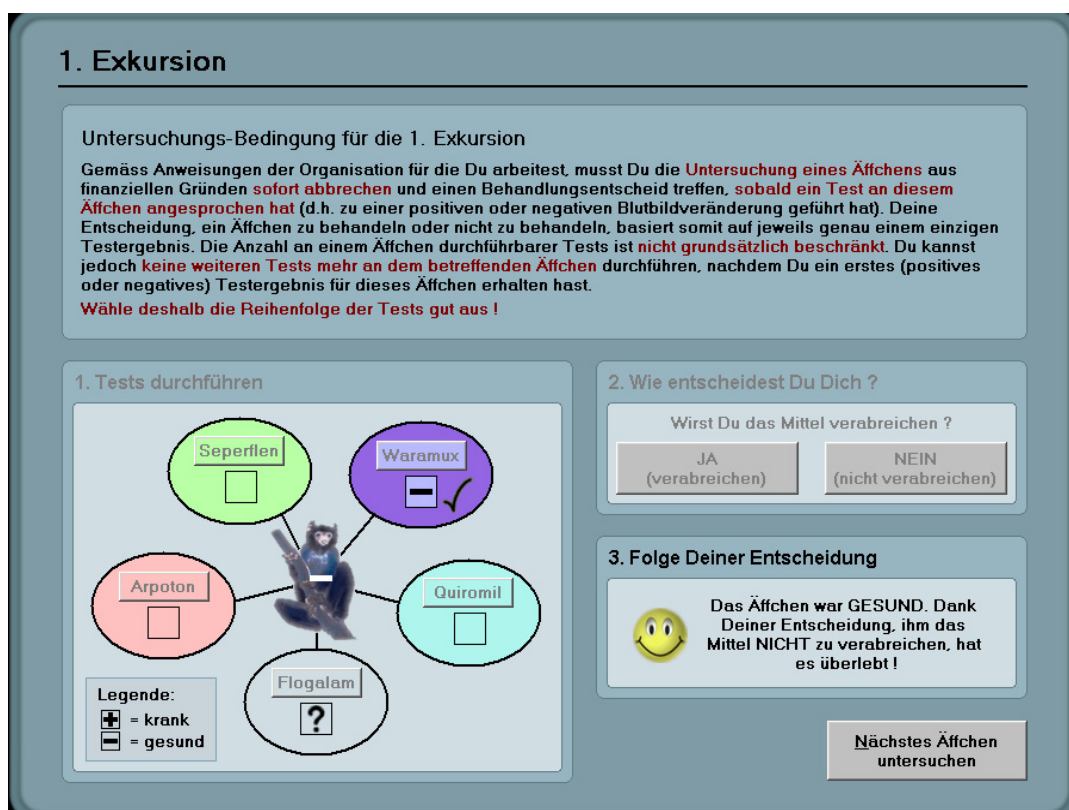 1. Exkursion
Untersuchungs-Bedingung für die 1. Exkursion
Gemäss Anweisungen der Organisation für die Du arbeitest, musst Du die Untersuchung eines Äffchens aus
finanziellen Gründen sofort abbrechen und einen Behandlungsentscheid treffen, sobald ein Test an diesem
Äffchen angesprochen hat (d.h. zu einer positiven oder negativen Blutbildveränderung geführt hat). Deine
Entscheidung, ein Äffchen zu behandeln oder nicht zu behandeln, basiert somit auf jeweils genau einem einzigen
Testergebnis. Die Anzahl an einem Äffchen durchführbarer Tests ist nicht grundsätzlich beschränkt. Du kannst
jedoch keine weiteren Tests mehr an dem betreffenden Äffchen durchführen, nachdem Du ein erstes (positives
oder negatives) Testergebnis für dieses Äffchen erhalten hast.
Wähle deshalb die Reihenfolge der Tests gut aus !
1. Tests durchführen
Seperflen
Waramux
Arpoton
Quiromil
Flogalam
?
Legende:
+ = krank
- = gesund
2. Wie entscheidest Du Dich ?
Wirst Du das Mittel verabreichen ?
JA
(verabreichen)
NEIN
(nicht verabreichen)
3. Folge Deiner Entscheidung
Das Äffchen war GESUND. Dank
Deiner Entscheidung, ihm das
Mittel NICHT zu verabreichen, hat
es überlebt !
Nächstes Äffchen
untersuchen